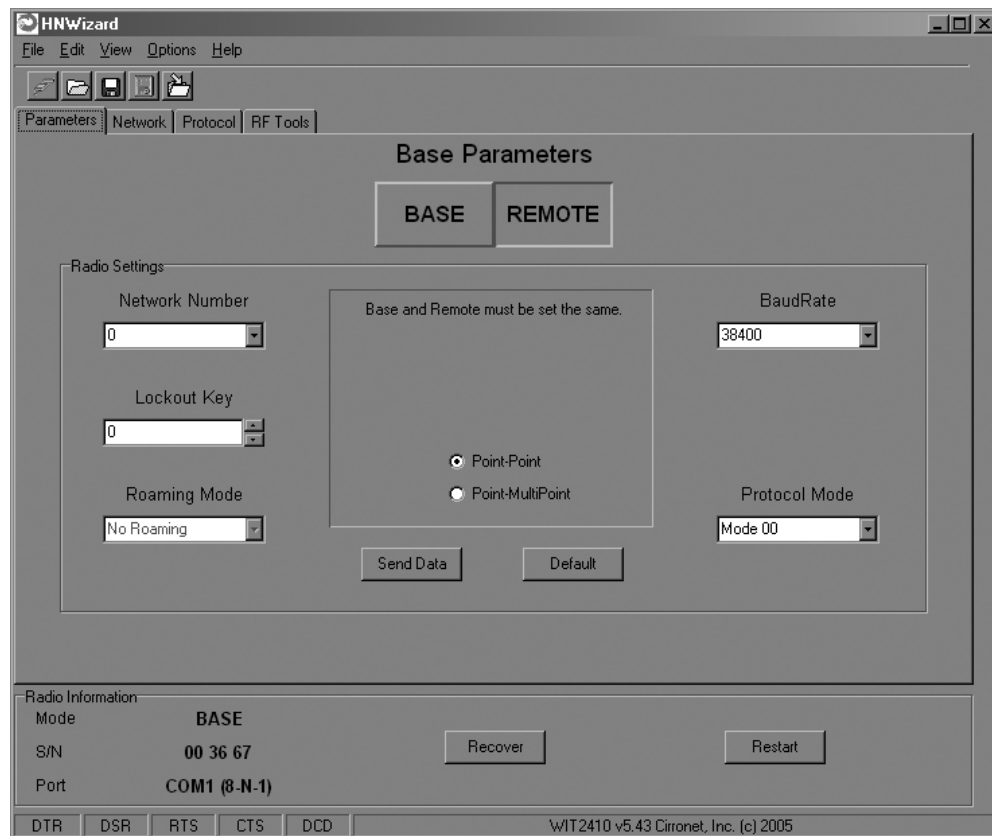 HNWizard
File Edit View Options Help
Parameters Network Protocol RF Tools
Base Parameters
BASE REMOTE
Radio Settings
Network Number
0
Base and Remote must be set the same.
BaudRate
38400
Lockout Key
0
Point-Point
Point-MultiPoint
Roaming Mode
No Roaming
Protocol Mode
Mode 00
Send Data Default
Radio Information
Mode BASE
S/N 00 36 67
Port COM1 (8-N-1)
Recover Restart
DTR DSR RTS CTS DCD WIT2410 v5.43 Cirronet, Inc. (c) 2005